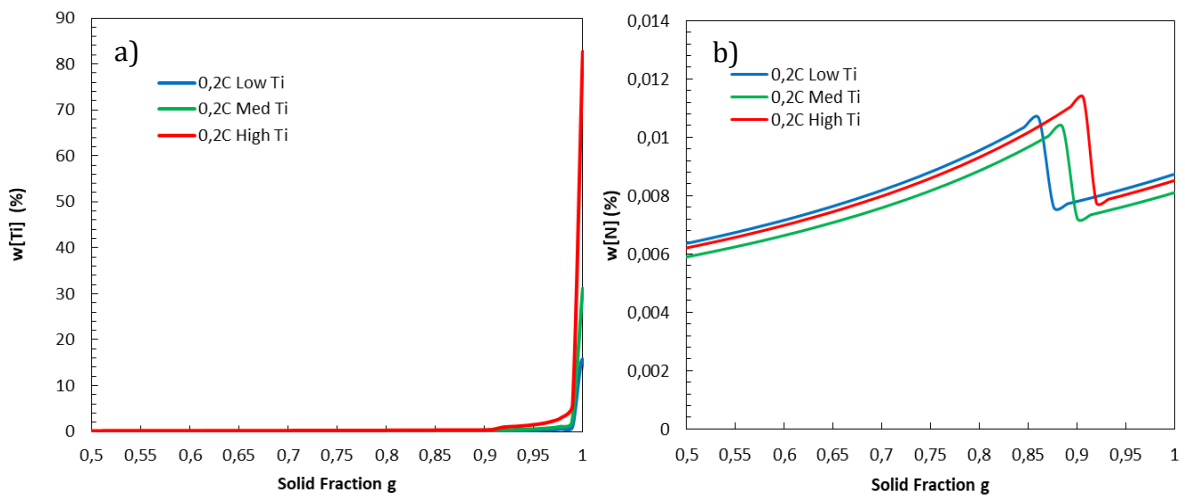 a)
90
80
70
60
50
40
30
20
10
0
w[Ti] (%)
0,2C Low Ti
0,2C Med Ti
0,2C High Ti
0,5 0,55 0,6 0,65 0,7 0,75 0,8 0,85 0,9 0,95 1
Solid Fraction g
b)
0,014
0,012
0,01
0,008
0,006
0,004
0,002
0
w[N] (%)
0,2C Low Ti
0,2C Med Ti
0,2C High Ti
0,5 0,55 0,6 0,65 0,7 0,75 0,8 0,85 0,9 0,95 1
Solid Fraction g